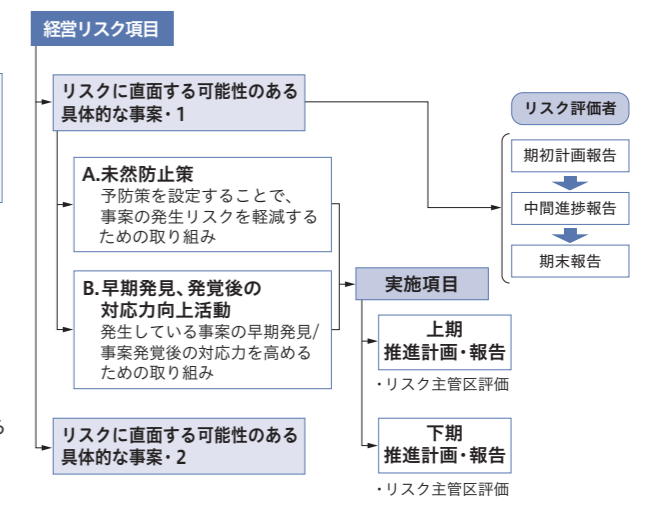 経営リスク項目
リスクに直面する可能性のある
具体的な事案・1
A.未然防止策
予防策を設定することで、
事案の発生リスクを軽減する
ための取り組み
B.早期発見、発覚後の
対応力向上活動
発生している事案の早期発見/
事案発覚後の対応力を高める
ための取り組み
リスクに直面する可能性のある
具体的な事案・2
実施項目
上期
推進計画・報告
・リスク主管区評価
下期
推進計画・報告
・リスク主管区評価
リスク評価者
期初計画報告
中間進捗報告
期末報告